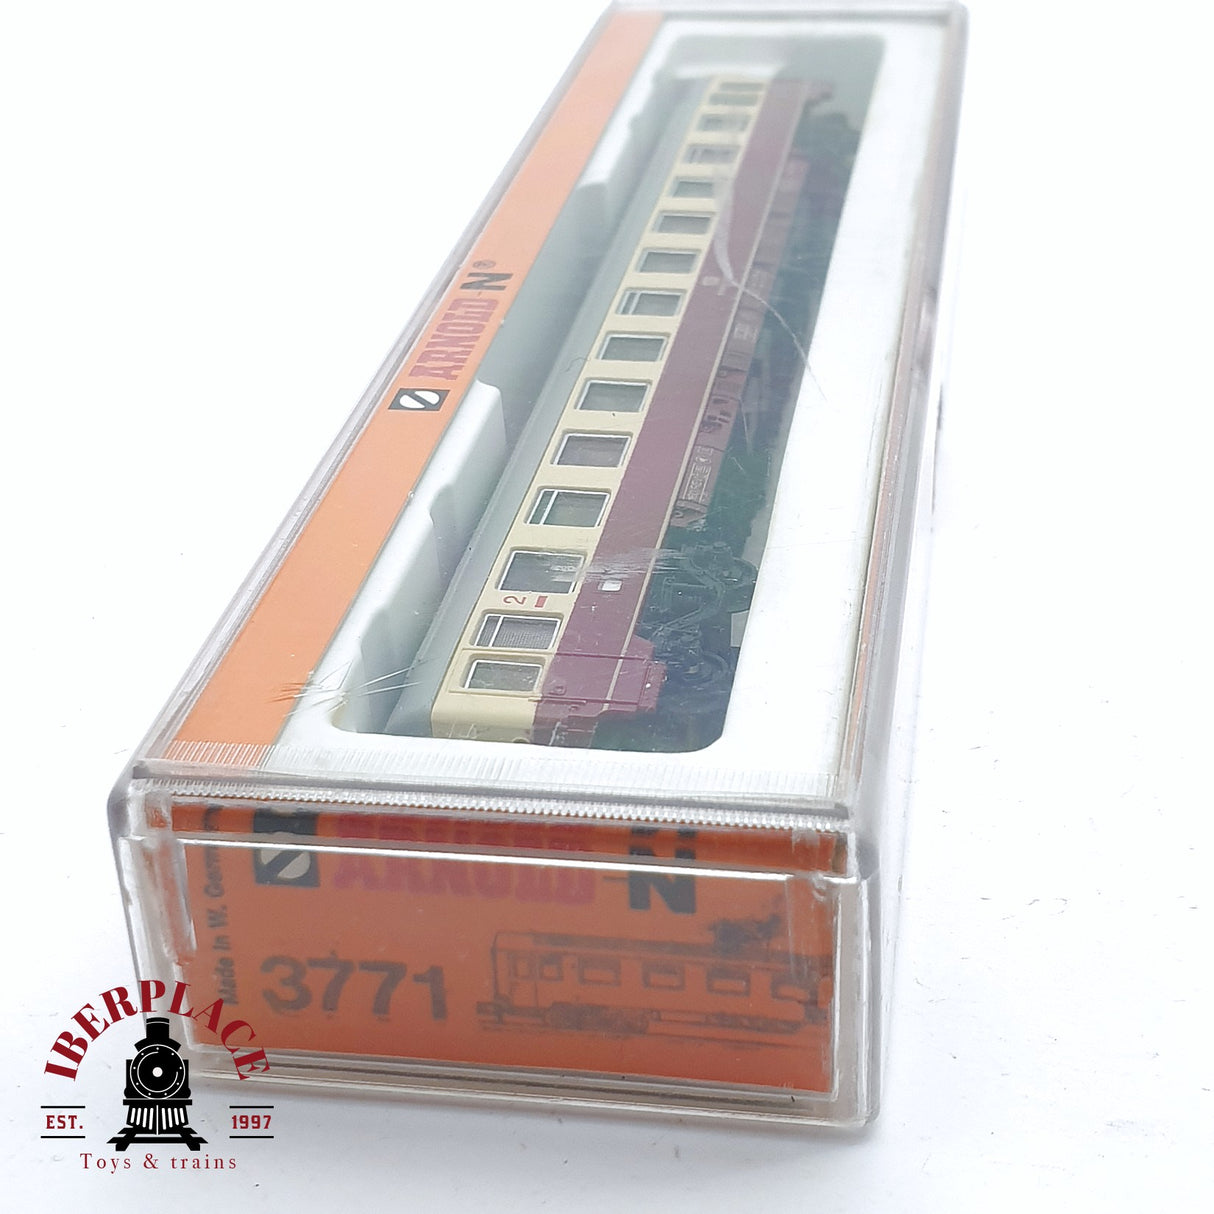 ARNOLD-N®
2
ARNOLD-N
Made in W. Germany
3771
IBERPLACE
EST. 1997
Toys & trains